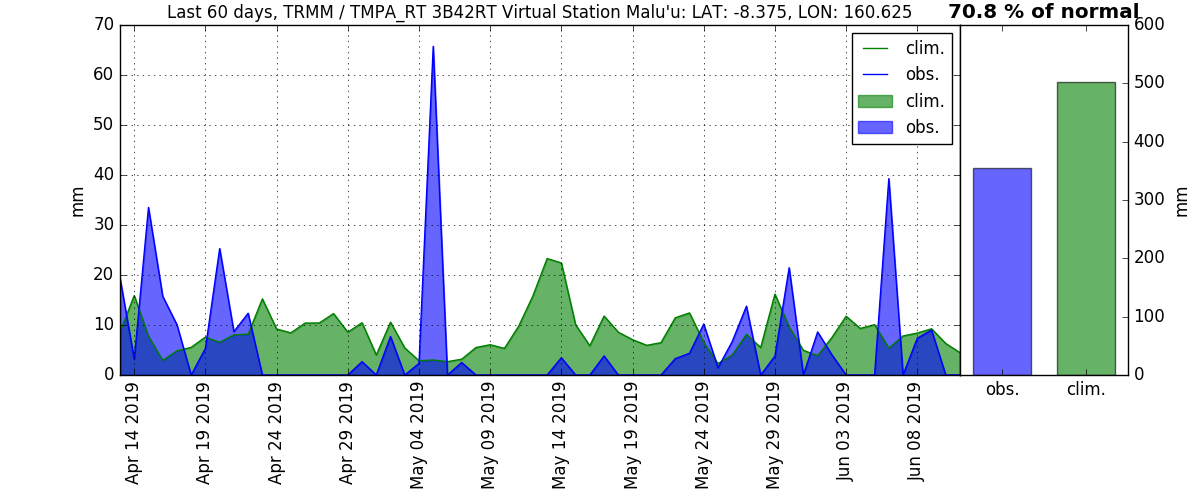 Last 60 days, TRMM / TMPA_RT 3B42RT Virtual Station Malu'u: LAT: -8.375, LON: 160.625
70.8 % of normal
70
60
50
40
30
20
10
0
mm
clim.
obs.
clim.
obs.
Apr 14 2019
Apr 19 2019
Apr 24 2019
Apr 29 2019
May 04 2019
May 09 2019
May 14 2019
May 19 2019
May 24 2019
May 29 2019
Jun 03 2019
Jun 08 2019
600
500
400
300
200
100
0
mm
obs.
clim.